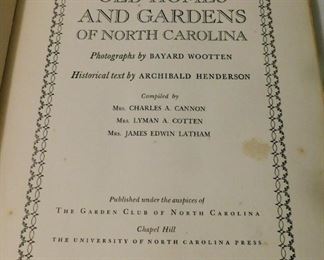 OLD HOMES
AND GARDENS
OF NORTH CAROLINA
Photographs by BAYARD WOOTTEN
Historical text by ARCHIBALD HENDERSON
Compiled by
MRS. CHARLES A. CANNON
MRS. LYMAN A. COTTEN
MRS. JAMES EDWIN LATHAM
Published under the auspices of
THE GARDEN CLUB OF NORTH CAROLINA
Chapel Hill
THE UNIVERSITY OF NORTH CAROLINA PRESS